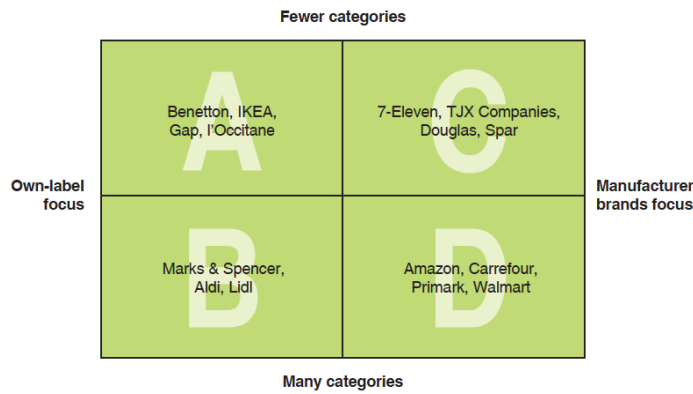 Fewer categories
A
Benetton, IKEA,
Gap, l'Occitane
C
7-Eleven, TJX Companies,
Douglas, Spar
Own-label
focus
Manufacturer
brands focus
B
Marks & Spencer,
Aldi, Lidl
D
Amazon, Carrefour,
Primark, Walmart
Many categories